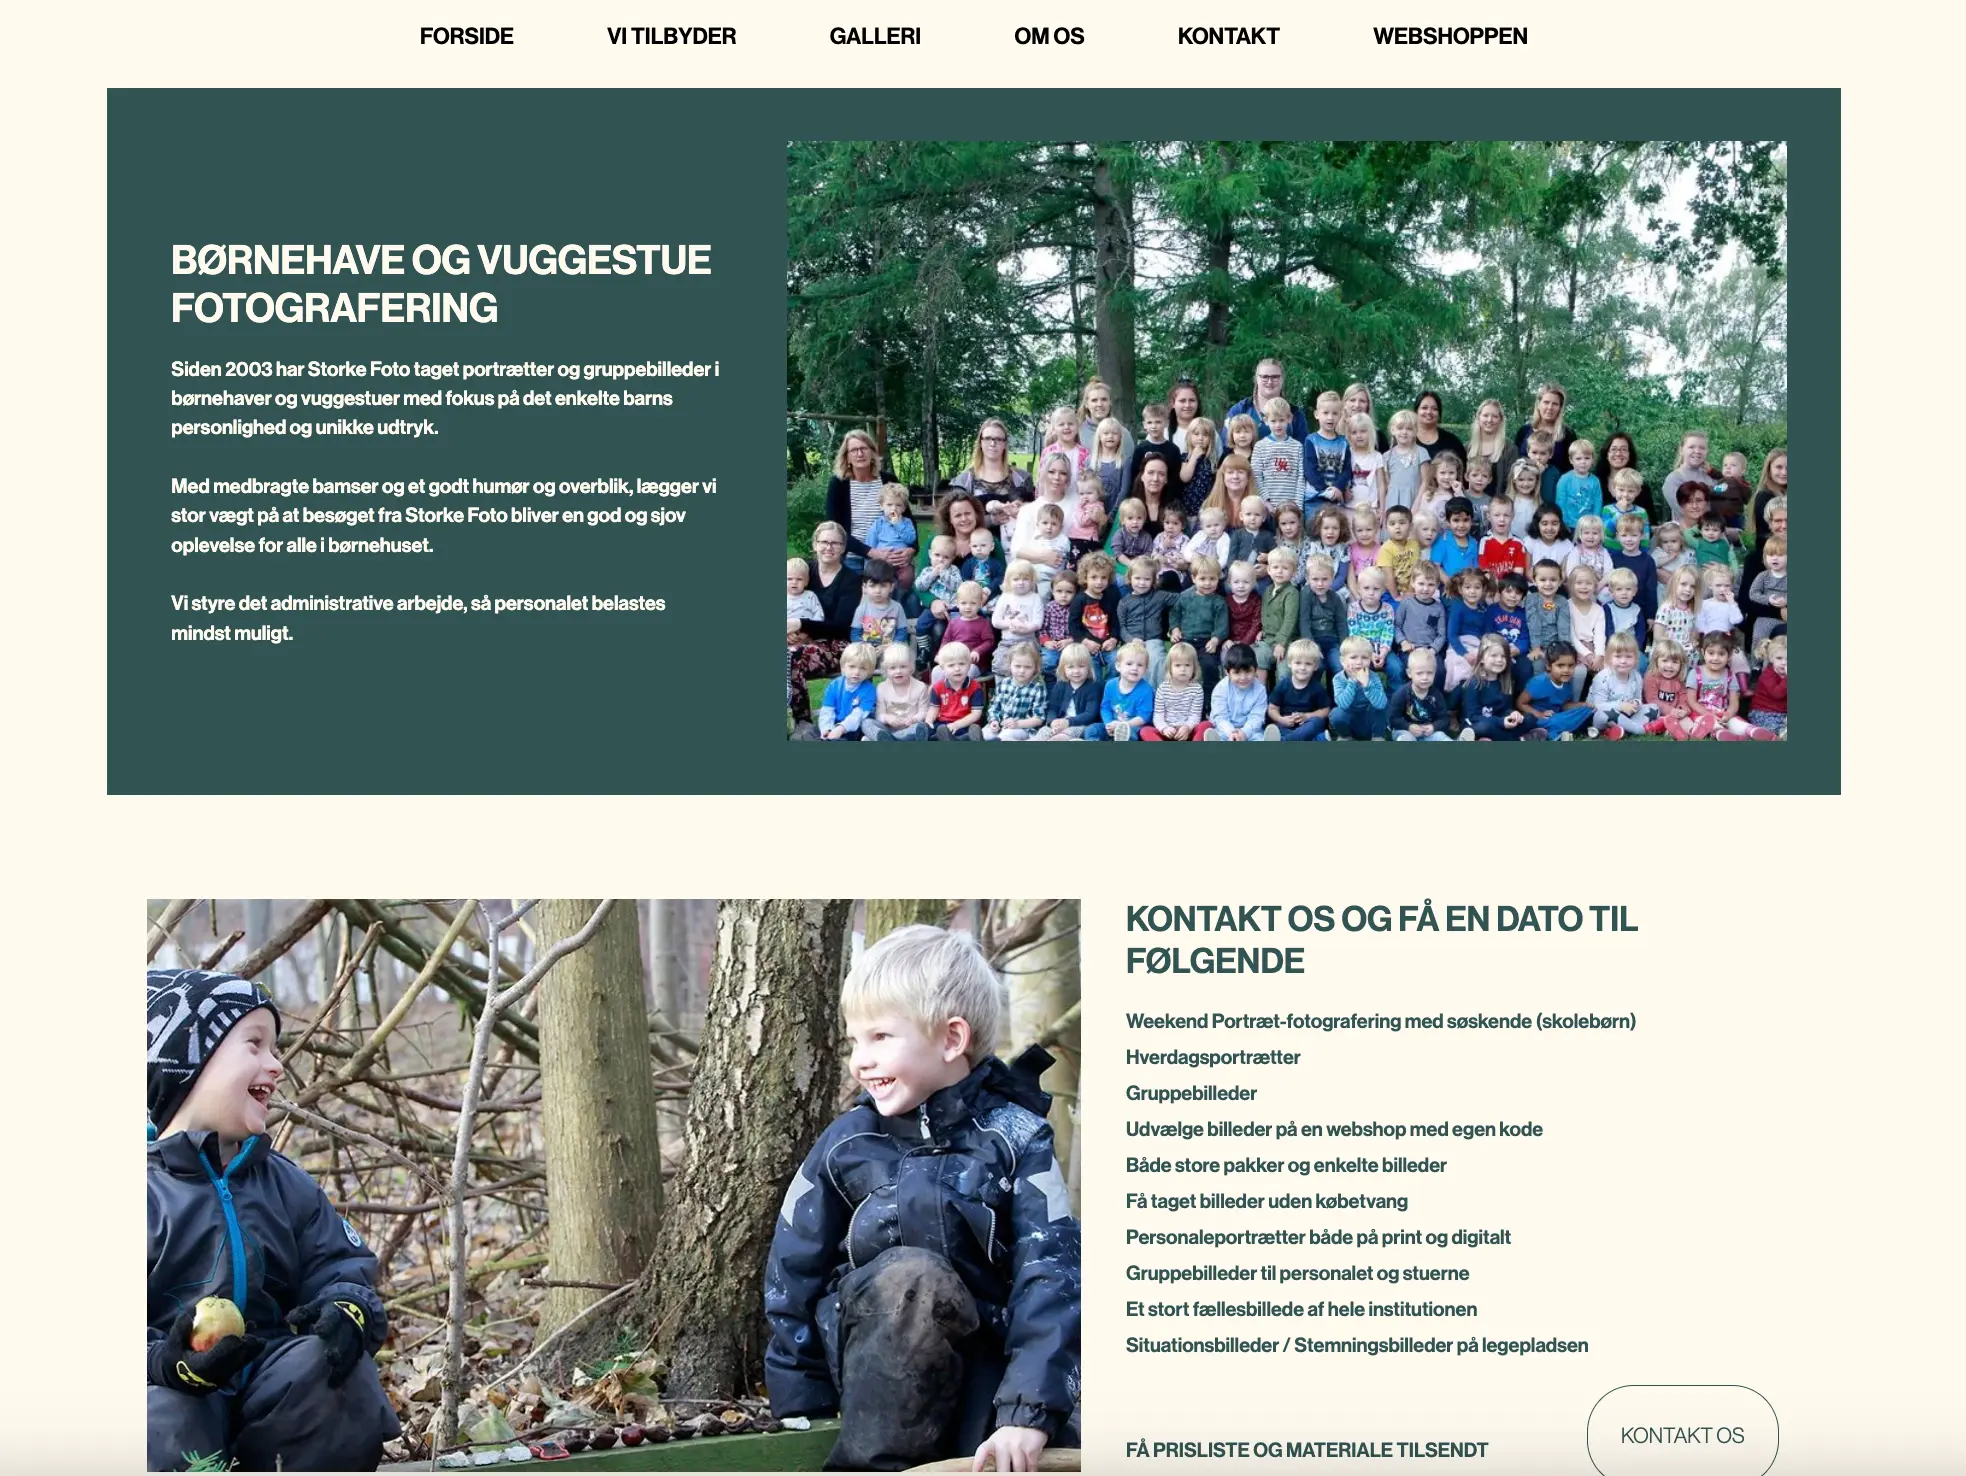 FORSIDE VI TILBYDER GALLERI OM OS KONTAKT WEBSHOPPEN
BØRNEHAVE OG VUGGESTUE
FOTOGRAFERING
Siden 2003 har Storke Foto taget portrætter og gruppebilleder i
børnehaver og vuggestuer med fokus på det enkelte barns
personlighed og unikke udtryk.
Med medbragte bamser og et godt humør og overblik, lægger vi
stor vægt på at besøget fra Storke Foto bliver en god og sjov
oplevelse for alle i børnehuset.
Vi styre det administrative arbejde, så personalet belastes
mindst muligt.
KONTAKT OS OG FÅ EN DATO TIL
FØLGENDE
Weekend Portræt-fotografering med søskende (skolebørn)
Hverdagsportrætter
Gruppebilleder
Udvælge billeder på en webshop med egen kode
Både store pakker og enkelte billeder
Få taget billeder uden købetvang
Personaleportrætter både på print og digitalt
Gruppebilleder til personalet og stuerne
Et stort fællesbillede af hele institutionen
Situationsbilleder / Stemningsbilleder på legepladsen
FÅ PRISLISTE OG MATERIALE TILSENDT
KONTAKT OS